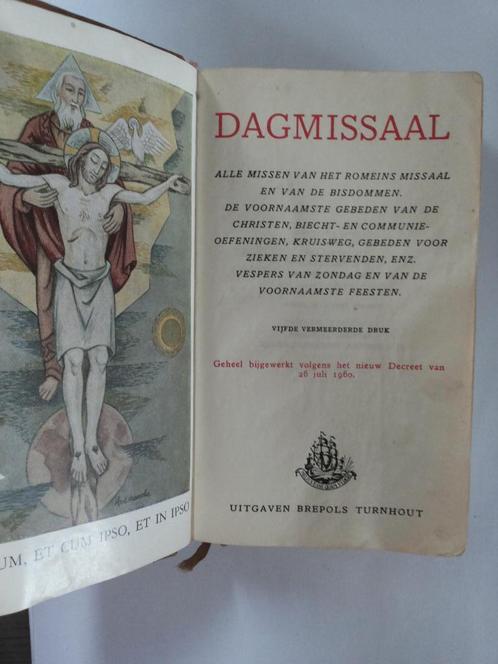 UM, ET CUM IPSO, ET IN IPSO
DAGMISSAAL
ALLE MISSEN VAN HET ROMEINS MISSAAL
EN VAN DE BISDOMMEN.
DE VOORNAAMSTE GEBEDEN VAN DE
CHRISTEN, BIECHT- EN COMMUNIE-
OEFENINGEN, KRUISWEG, GEBEDEN VOOR
ZIEKEN EN STERVENDEN, ENZ.
VESPERS VAN ZONDAG EN VAN DE
VOORNAAMSTE FEESTEN.
VIJFDE VERMEERDERDE DRUK
Geheel bijgewerkt volgens het nieuw Decreet van
26 juli 1960.
UITGAVEN BREPOLS TURNHOUT